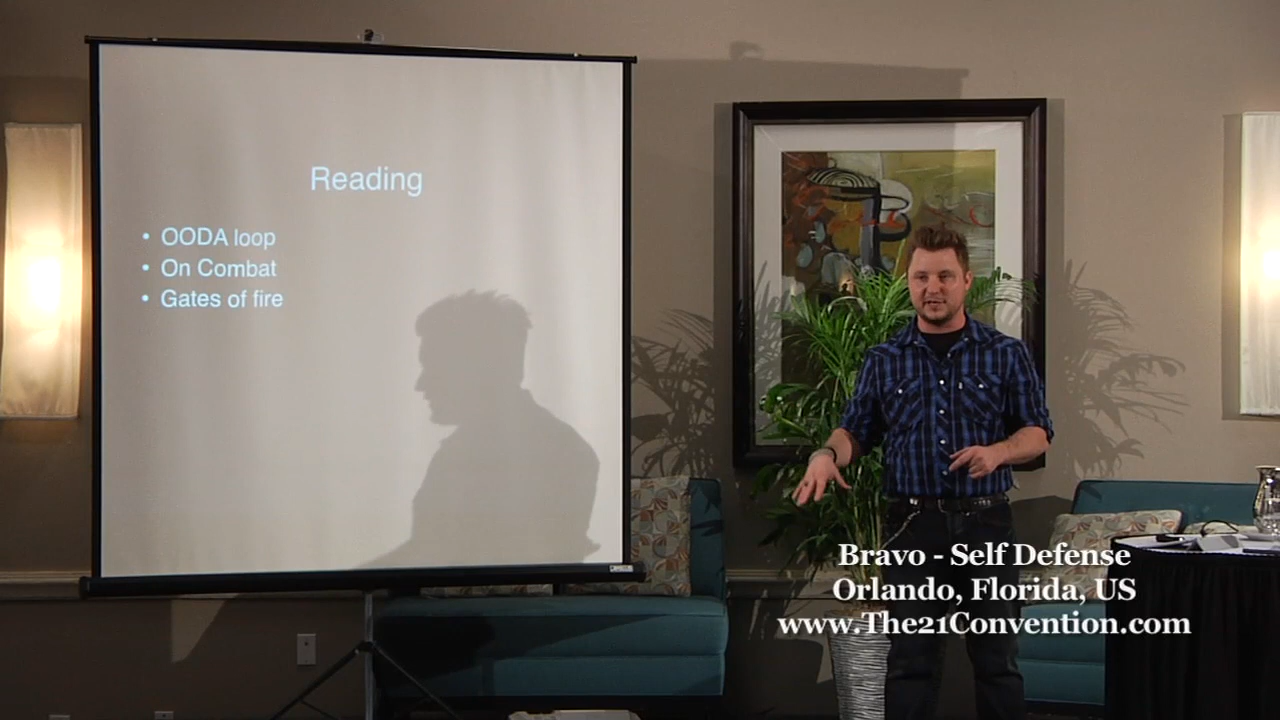 Reading
• OODA loop
• On Combat
• Gates of fire
Bravo - Self Defense
Orlando, Florida, US
www.The21Convention.com